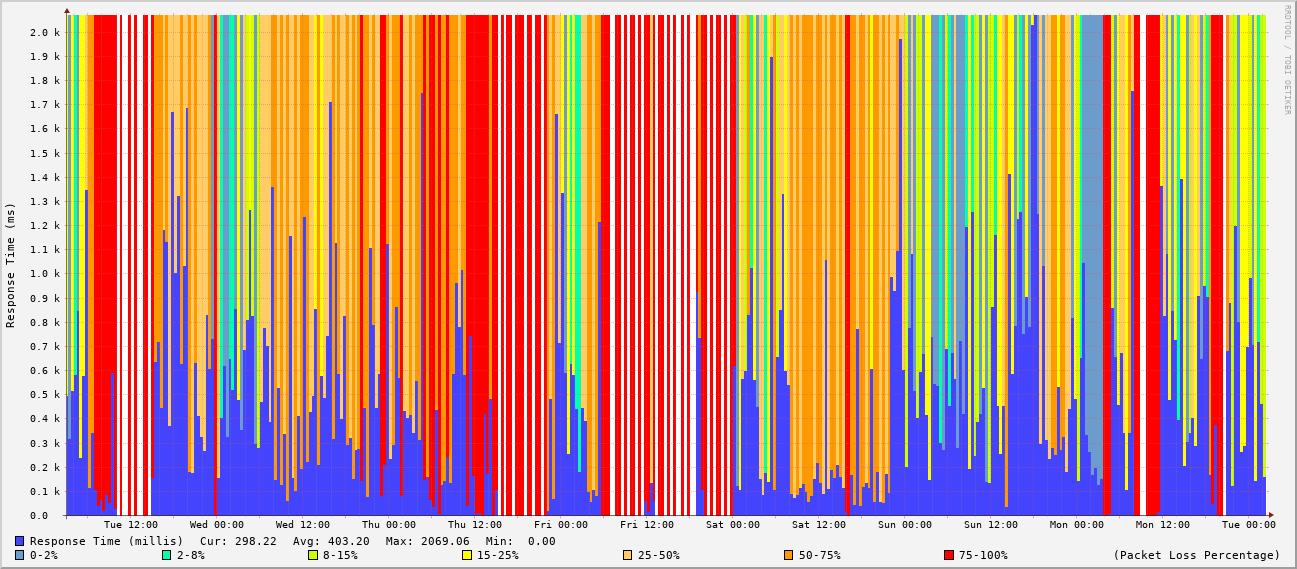 RRDTOOL / TOBI OETIKER
Response Time (ms)
2.0 k
1.9 k
1.8 k
1.7 k
1.6 k
1.5 k
1.4 k
1.3 k
1.2 k
1.1 k
1.0 k
0.9 k
0.8 k
0.7 k
0.6 k
0.5 k
0.4 k
0.3 k
0.2 k
0.1 k
0.0
Tue 12:00 Wed 00:00 Wed 12:00 Thu 00:00 Thu 12:00 Fri 00:00 Fri 12:00 Sat 00:00 Sat 12:00 Sun 00:00 Sun 12:00 Mon 00:00 Mon 12:00 Tue 00:00
Response Time (millis) Cur: 298.22 Avg: 403.20 Max: 2069.06 Min: 0.00
0-2% 2-8% 8-15% 15-25% 25-50% 50-75% 75-100% (Packet Loss Percentage)